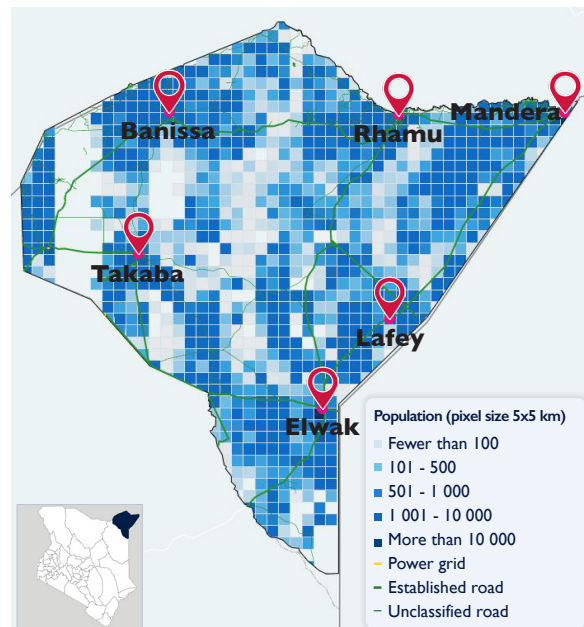 Banissa
Rhamu
Mandera
Takaba
Lafey
Elwak
Population (pixel size 5x5 km)
Fewer than 100
101 - 500
501 - 1 000
1 001 - 10 000
More than 10 000
Power grid
Established road
Unclassified road